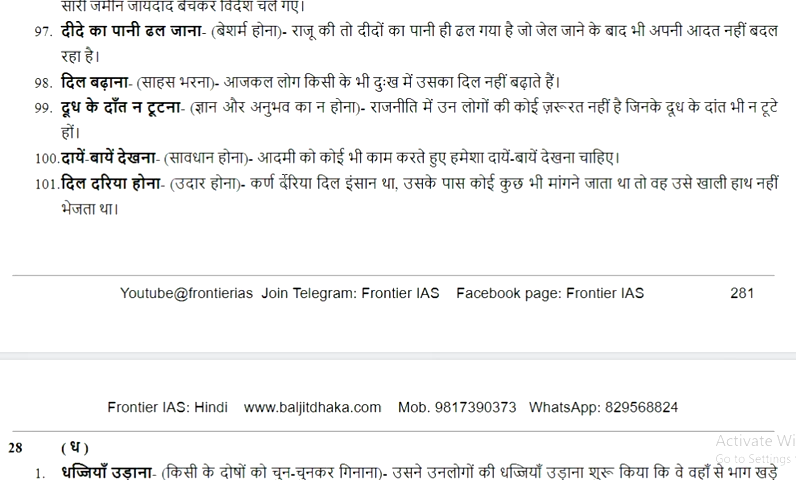 सारी जमीन जायदाद बेचकर विदेश चले गए।
97. दीदे का पानी ढल जाना- (बेशर्म होना)- राजू की तो दीदों का पानी ही ढल गया है जो जेल जाने के बाद भी अपनी आदत नहीं बदल
रहा है।
98. दिल बढ़ाना- (साहस भरना)- आजकल लोग किसी के भी दुःख में उसका दिल नहीं बढ़ाते हैं।
99. दूध के दाँत न टूटना- (ज्ञान और अनुभव का न होना)- राजनीति में उन लोगों की कोई ज़रूरत नहीं है जिनके दूध के दांत भी न टूटे
हों।
100.दायें-बायें देखना- (सावधान होना)- आदमी को कोई भी काम करते हुए हमेशा दायें-बायें देखना चाहिए।
101.दिल दरिया होना- (उदार होना)- कर्ण र्देरिया दिल इंसान था, उसके पास कोई कुछ भी मांगने जाता था तो वह उसे खाली हाथ नहीं
भेजता था।
Youtube@frontierias Join Telegram: Frontier IAS Facebook page: Frontier IAS 281
Frontier IAS: Hindi www.baljitdhaka.com Mob. 9817390373 WhatsApp: 829568824
Activate Wi
28 ( ध )
Go to Settings
1. धज्जियाँ उड़ाना- (किसी के दोषों को चुन-चुनकर गिनाना)- उसने उनलोगों की धज्जियाँ उड़ाना शुरू किया कि वे वहाँ से भाग खड़े